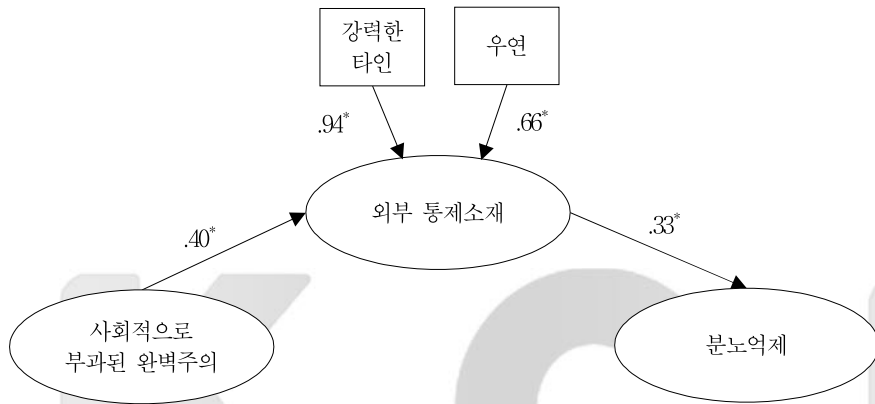 강력한
타인
우연
.94*
.66*
외부 통제소재
.40*
.33*
사회적으로
부과된 완벽주의
분노억제